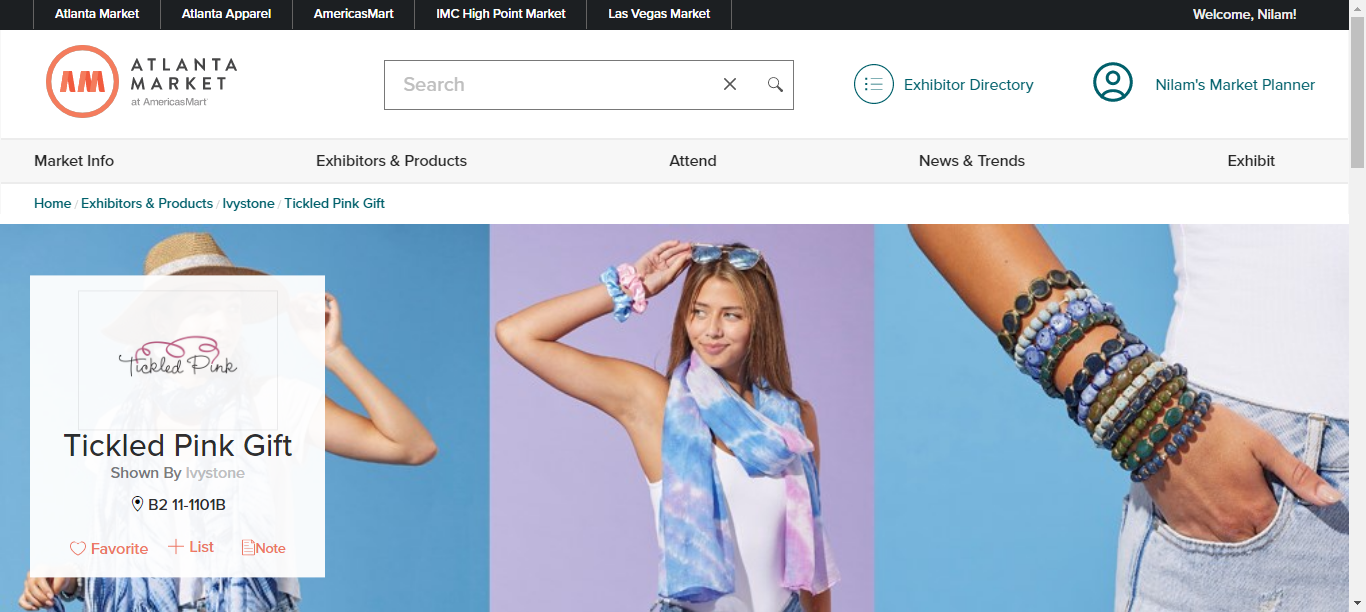 Atlanta Market
Atlanta Apparel
AmericasMart
IMC High Point Market
Las Vegas Market
Welcome, Nilam!
AM
ATLANTA
MARKET
at AmericasMart
Search
Exhibitor Directory
Nilam's Market Planner
Market Info
Exhibitors & Products
Attend
News & Trends
Exhibit
Home / Exhibitors & Products / Ivystone / Tickled Pink Gift
Tickled Pink
Tickled Pink Gift
Shown By Ivystone
B2 11-1101B
Favorite
List
Note